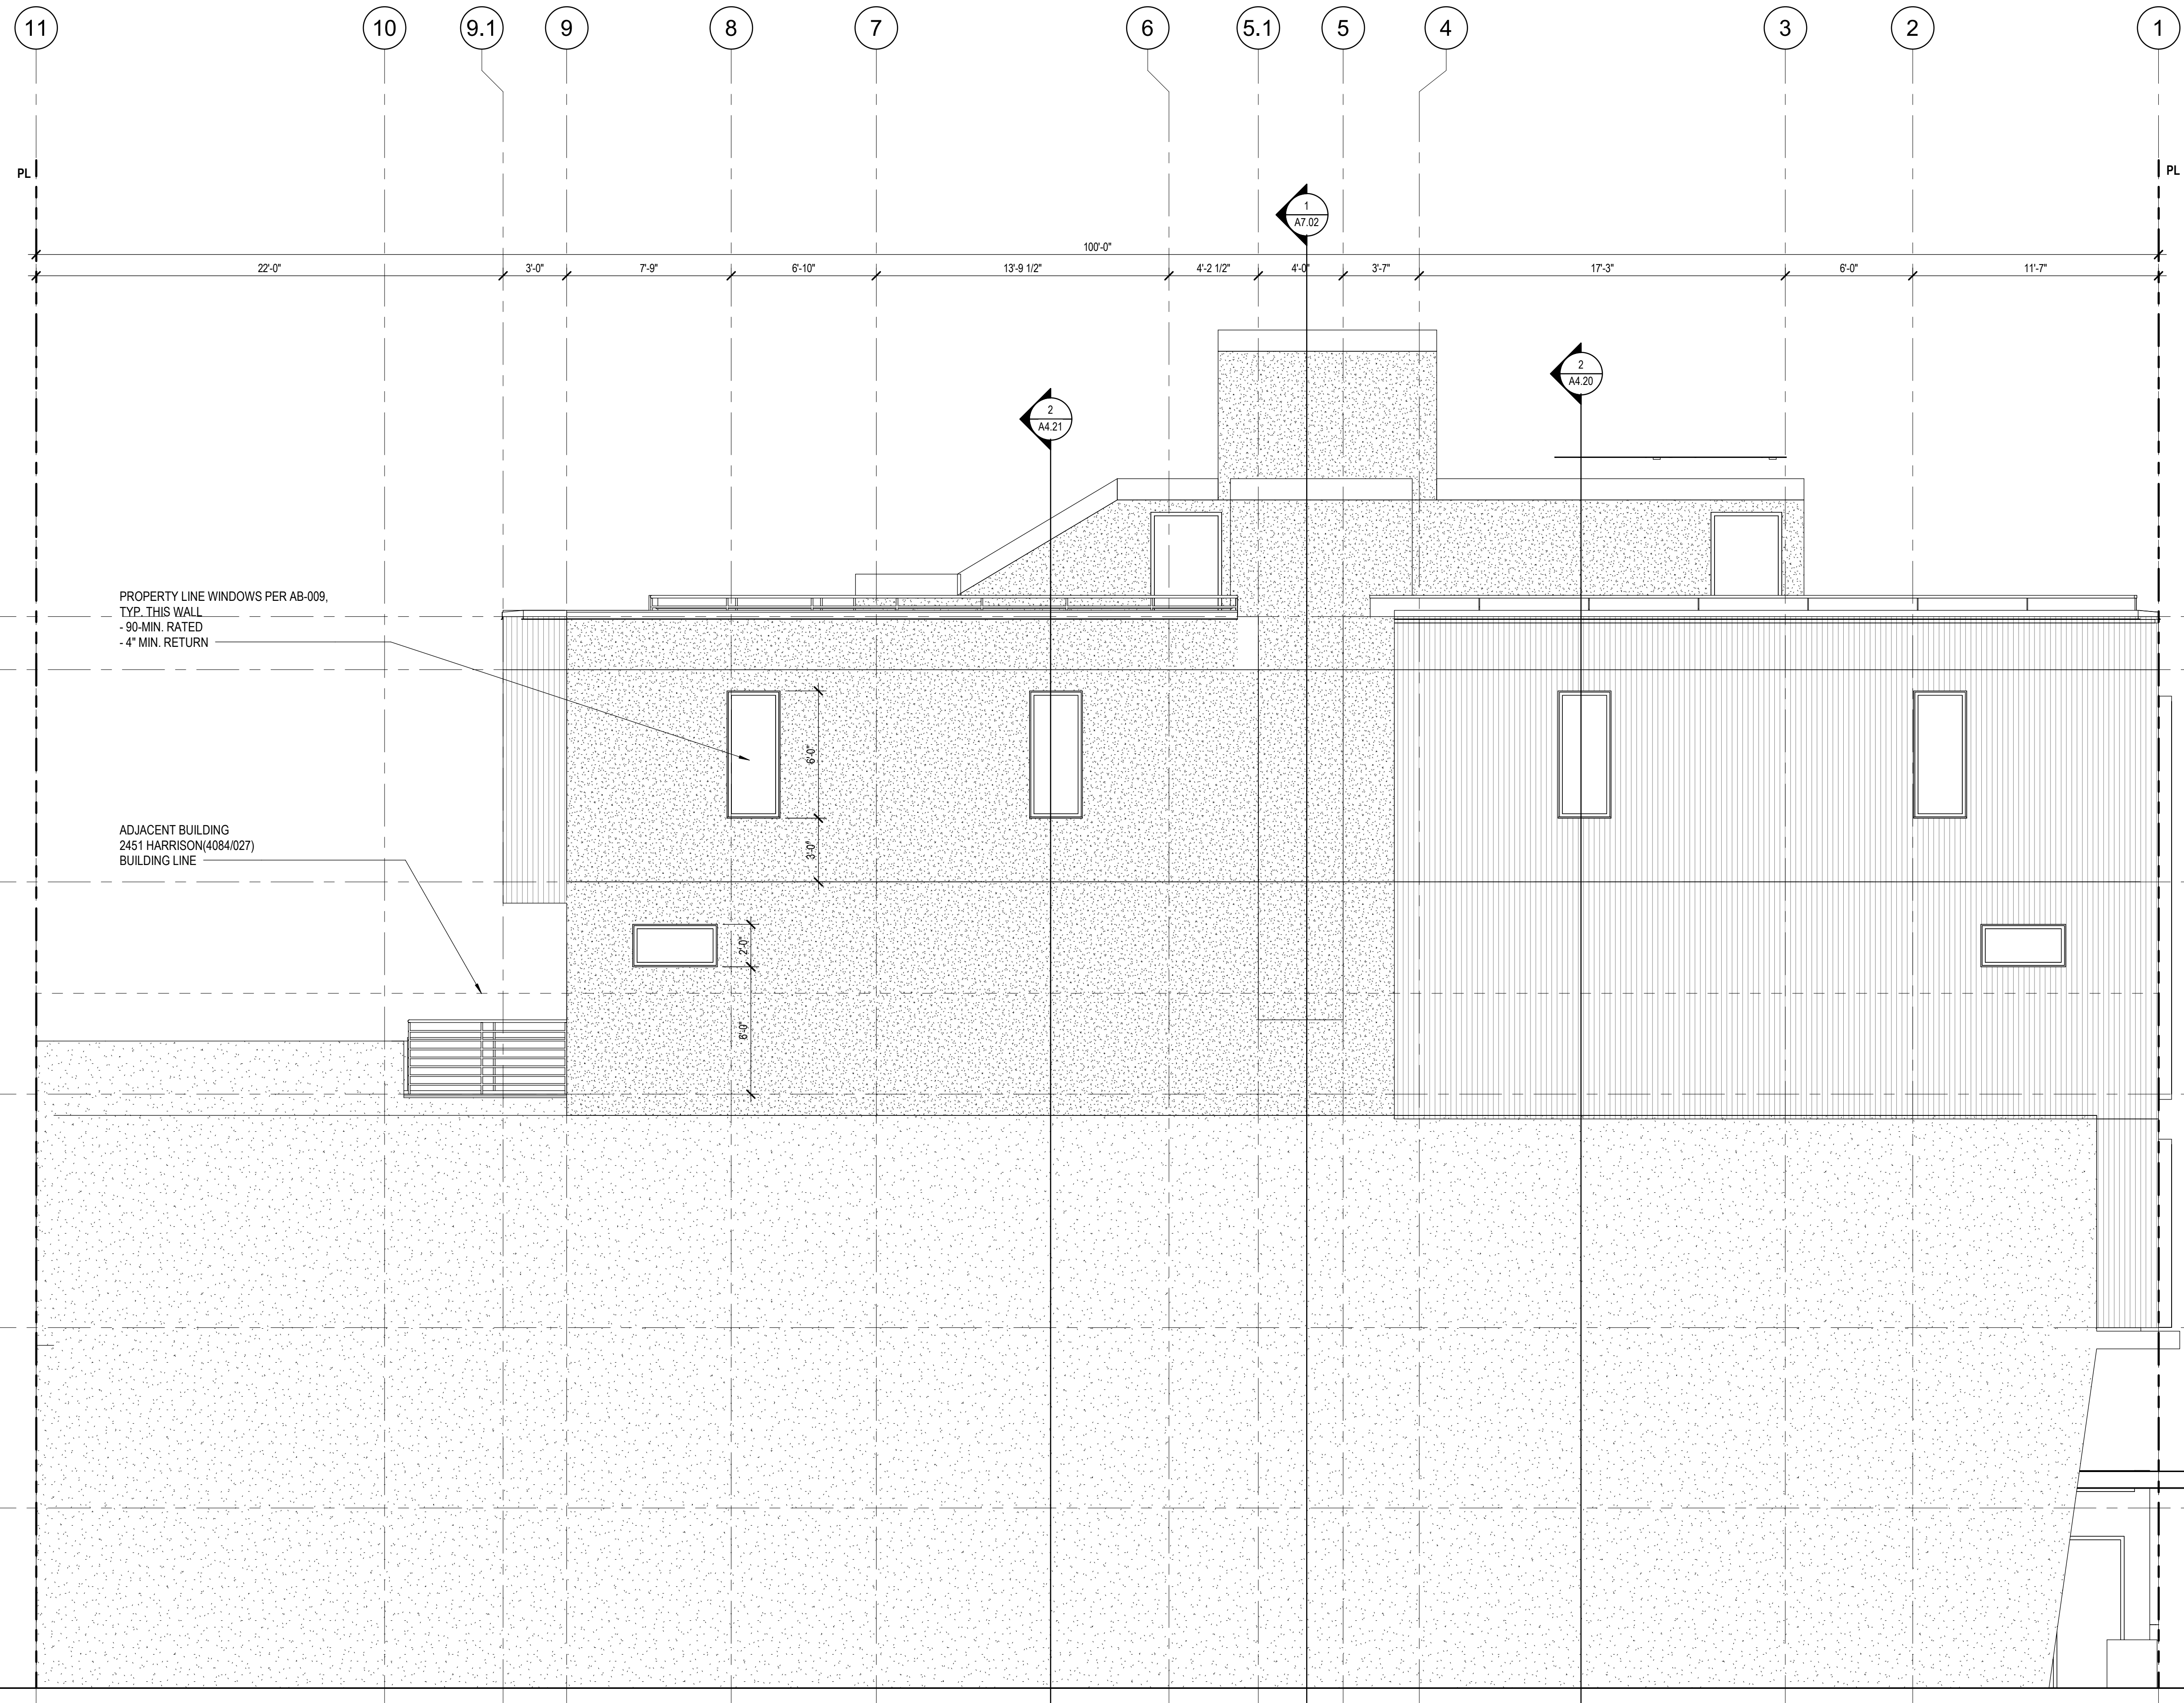 11 10 9.1 9 8 7 6 5.1 5 4 3 2 1
PL PL
1
A7.02
100'-0"
22'-0" 3'-0" 7'-9" 6'-10" 13'-9 1/2" 4'-2 1/2" 4'-0" 3'-7" 17'-3" 6'-0" 11'-7"
2
A4.20
2
A4.21
PROPERTY LINE WINDOWS PER AB-009,
TYP. THIS WALL
- 90-MIN. RATED
- 4" MIN. RETURN
6'-0"
3'-0"
ADJACENT BUILDING
2451 HARRISON(4084/027)
BUILDING LINE
2'-0"
6'-0"